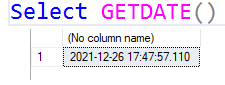 Select GETDATE()
(No column name)
1 2021-12-26 17:47:57.110